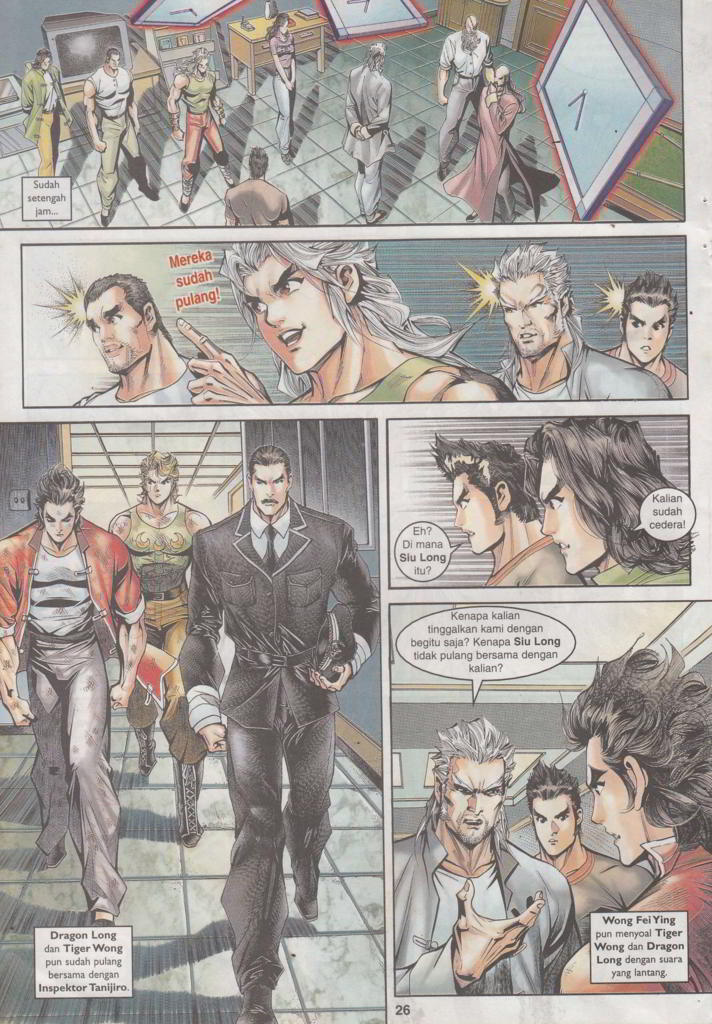 Sudah
setengah
jam...
Mereka
sudah
pulang!
Dragon Long
dan Tiger Wong
pun sudah pulang
bersama dengan
Inspektor Tanijiro.
Eh?
Di mana
Siu Long
itu?
Kalian
sudah
cedera!
Kenapa kalian
tinggalkan kami dengan
begitu saja? Kenapa Siu Long
tidak pulang bersama dengan
kalian?
Wong Fei Ying
pun menyoal Tiger
Wong dan Dragon
Long dengan suara
yang lantang.
26